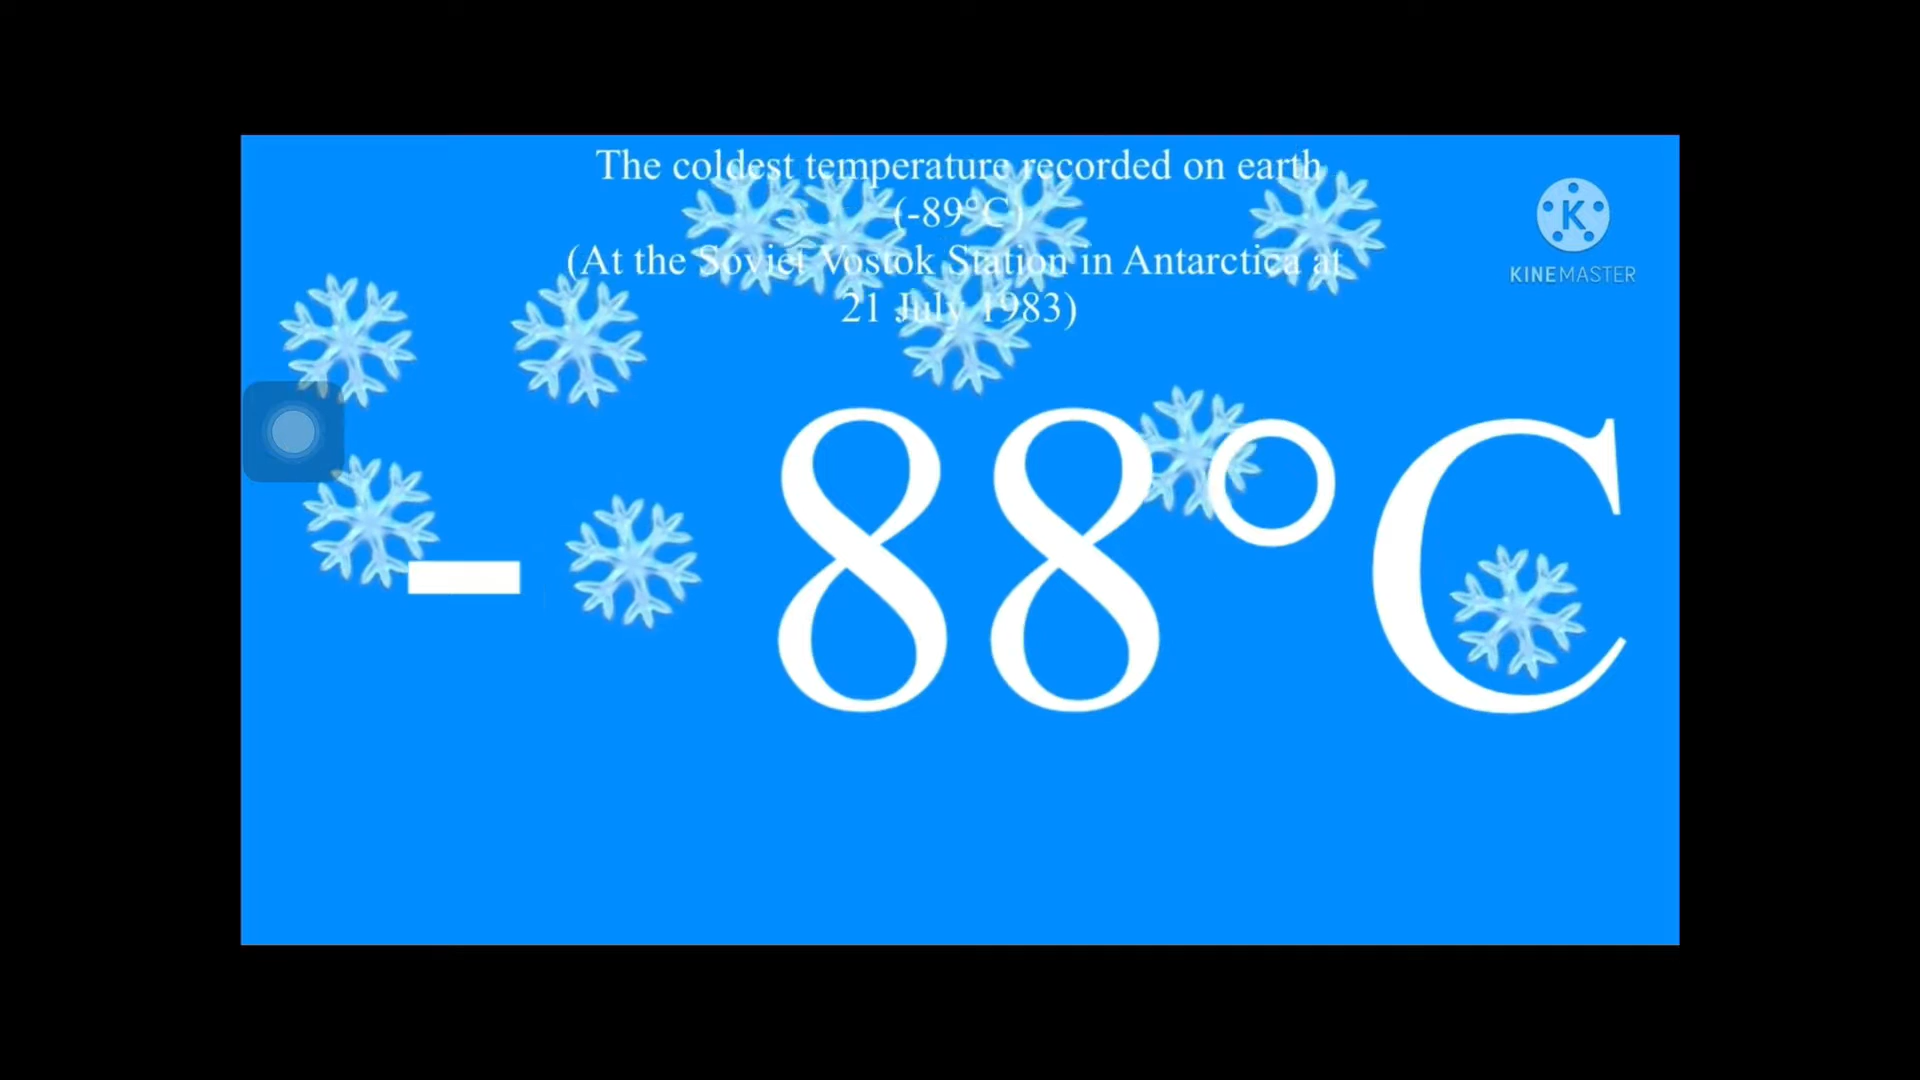 The coldest temperature recorded on earth
(-89°C)
(At the Soviet Vostok Station in Antarctica at
21 July 1983)
K
KINEMASTER
- 88°C